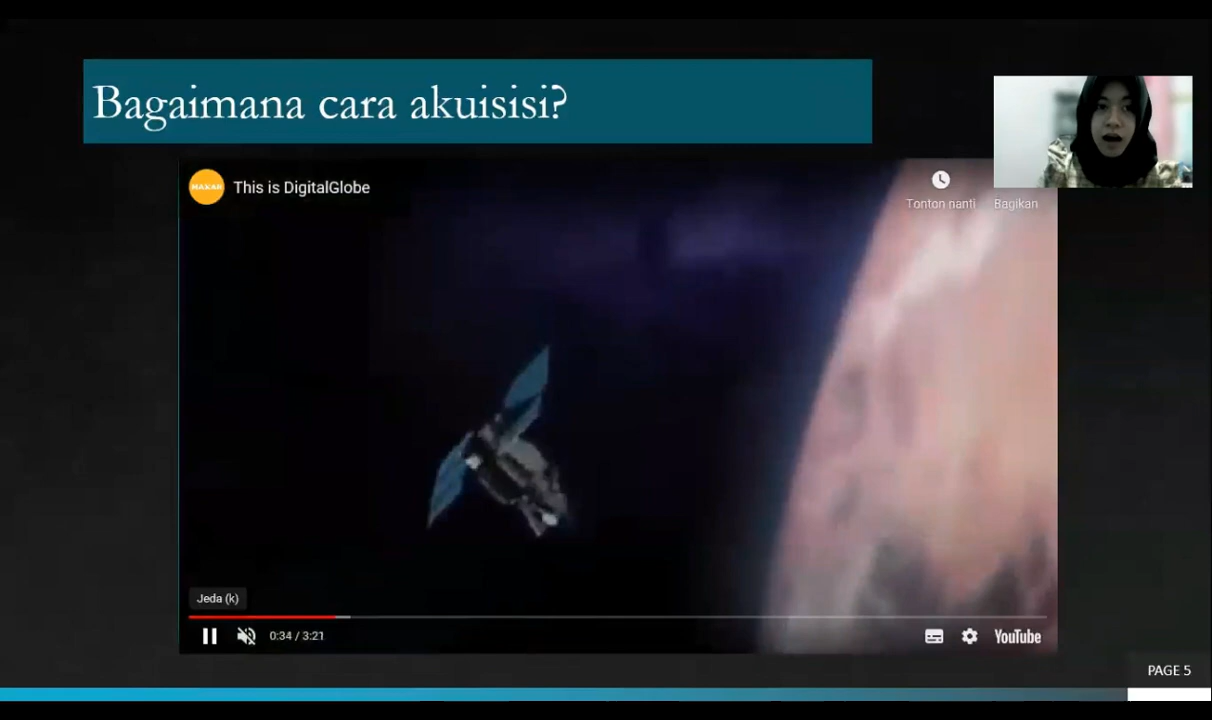 Bagaimana cara akuisisi?
MAXAR
This is DigitalGlobe
Tonton nanti
Bagikan
Jeda (k)
0:34 / 3:21
YouTube
PAGE 5